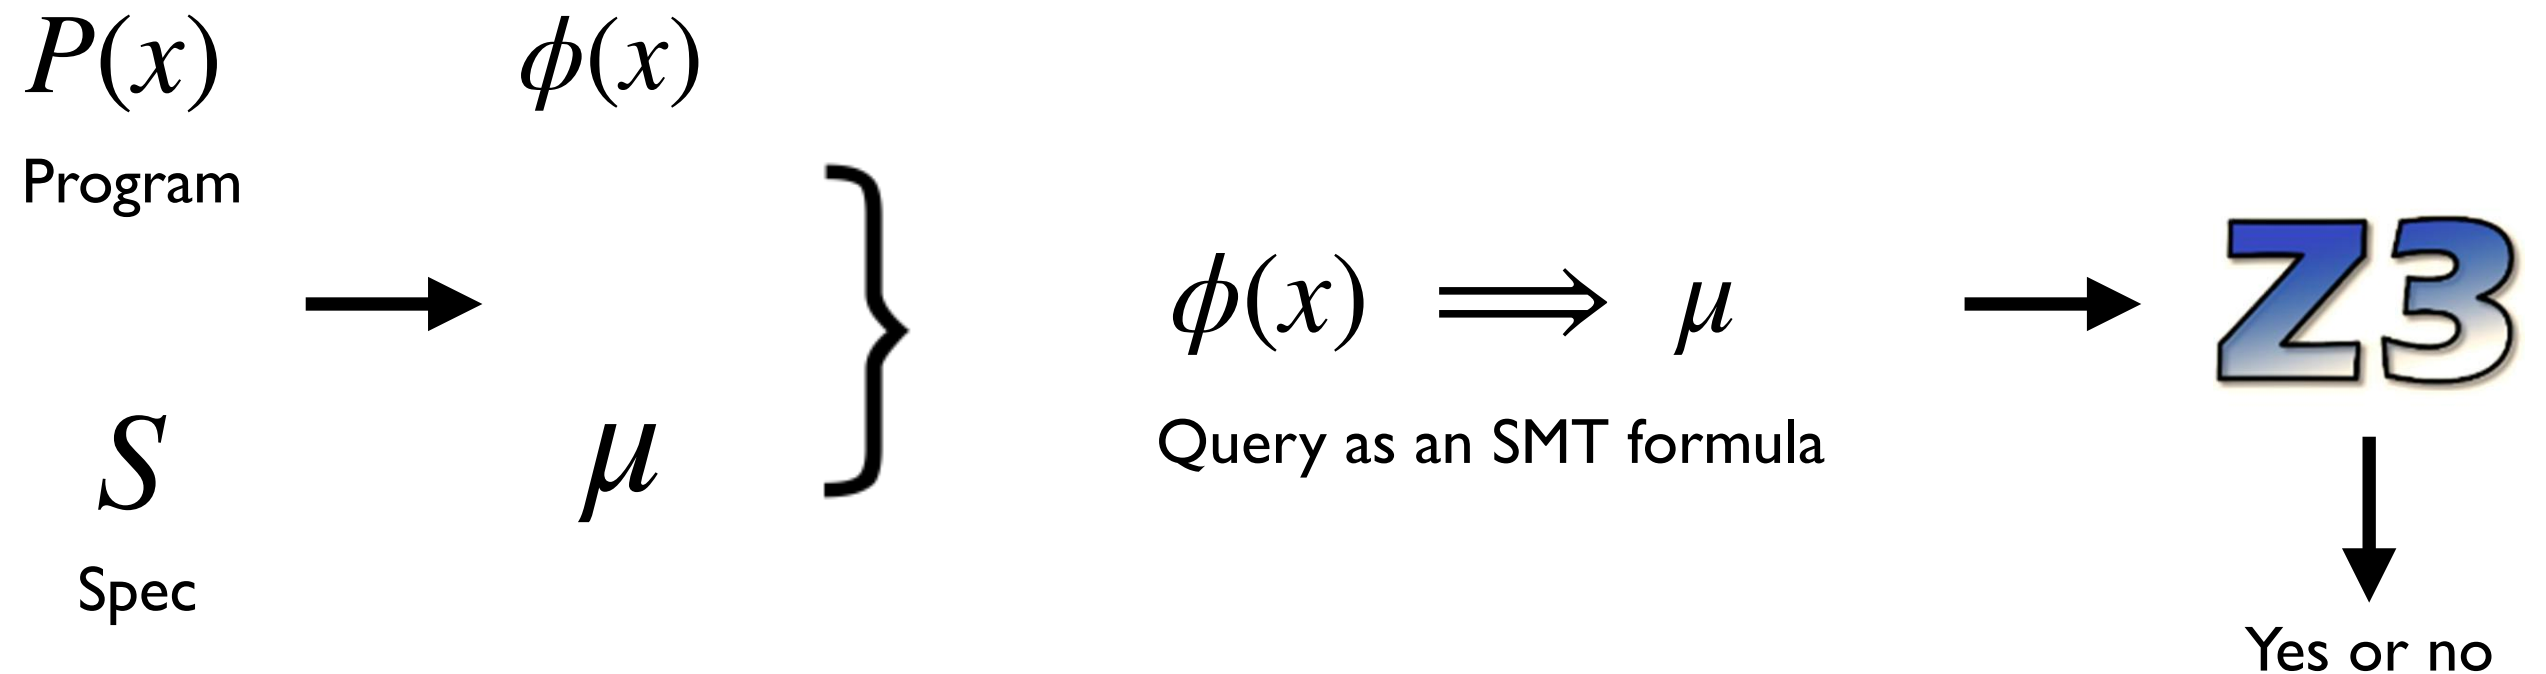 P(x)
Program
ϕ(x)
S
Spec
μ
ϕ(x) ⟹ μ
Query as an SMT formula
Z3
Yes or no